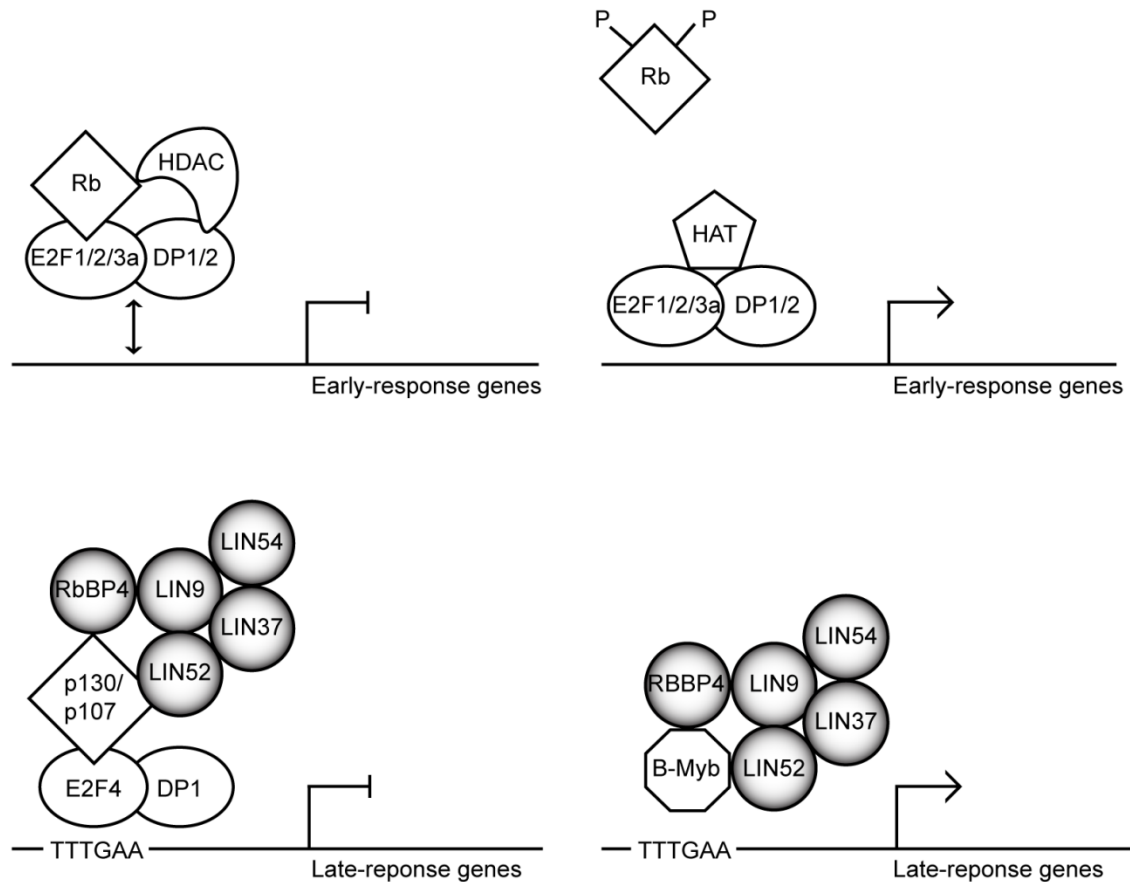 P P
Rb
HDAC
Rb
E2F1/2/3a DP1/2
Early-response genes
HAT
E2F1/2/3a DP1/2
Early-response genes
LIN54
RbBP4 LIN9
LIN37
LIN52
p130/
p107
E2F4 DP1
TTTGAA
Late-reponse genes
LIN54
RBBP4 LIN9
LIN37
B-Myb LIN52
TTTGAA
Late-reponse genes